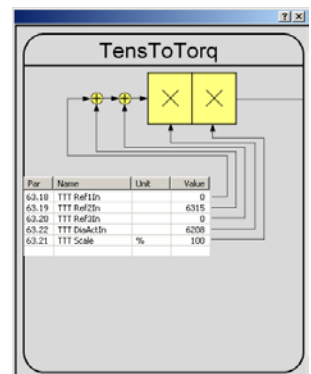 TensToTorq
Par Name Unit Value
63.18 TTT Ref1In 0
63.19 TTT Ref2In 6315
63.20 TTT Ref3In 0
63.22 TTT DiaActIn 6208
63.21 TTT Scale % 100